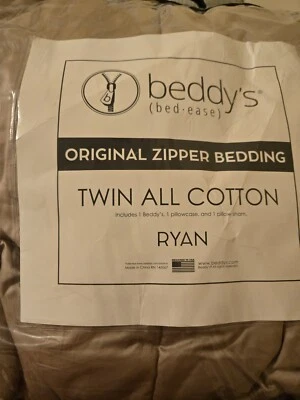 beddy's®
(bed·ease)
ORIGINAL ZIPPER BEDDING
TWIN ALL COTTON
includes 1 Beddy's, 1 pillowcase, and 1 pillow sham.
RYAN